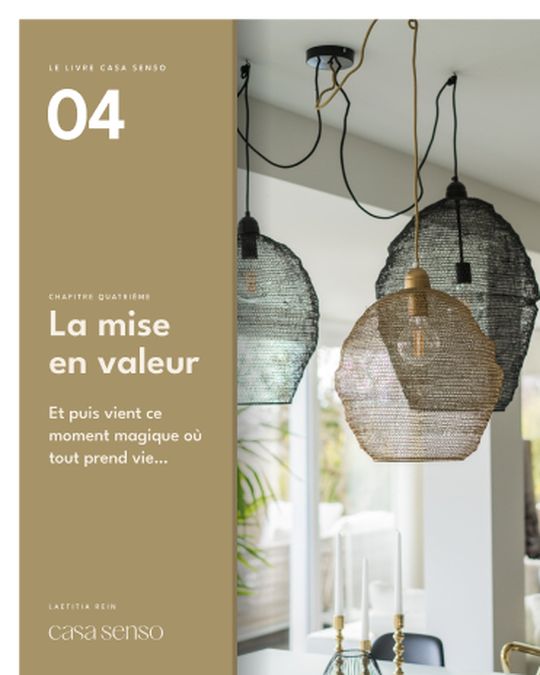 LE LIVRE CASA SENSO
04
CHAPITRE QUATRIÈME
La mise
en valeur
Et puis vient ce
moment magique où
tout prend vie...
LAETITIA REIN
casa senso